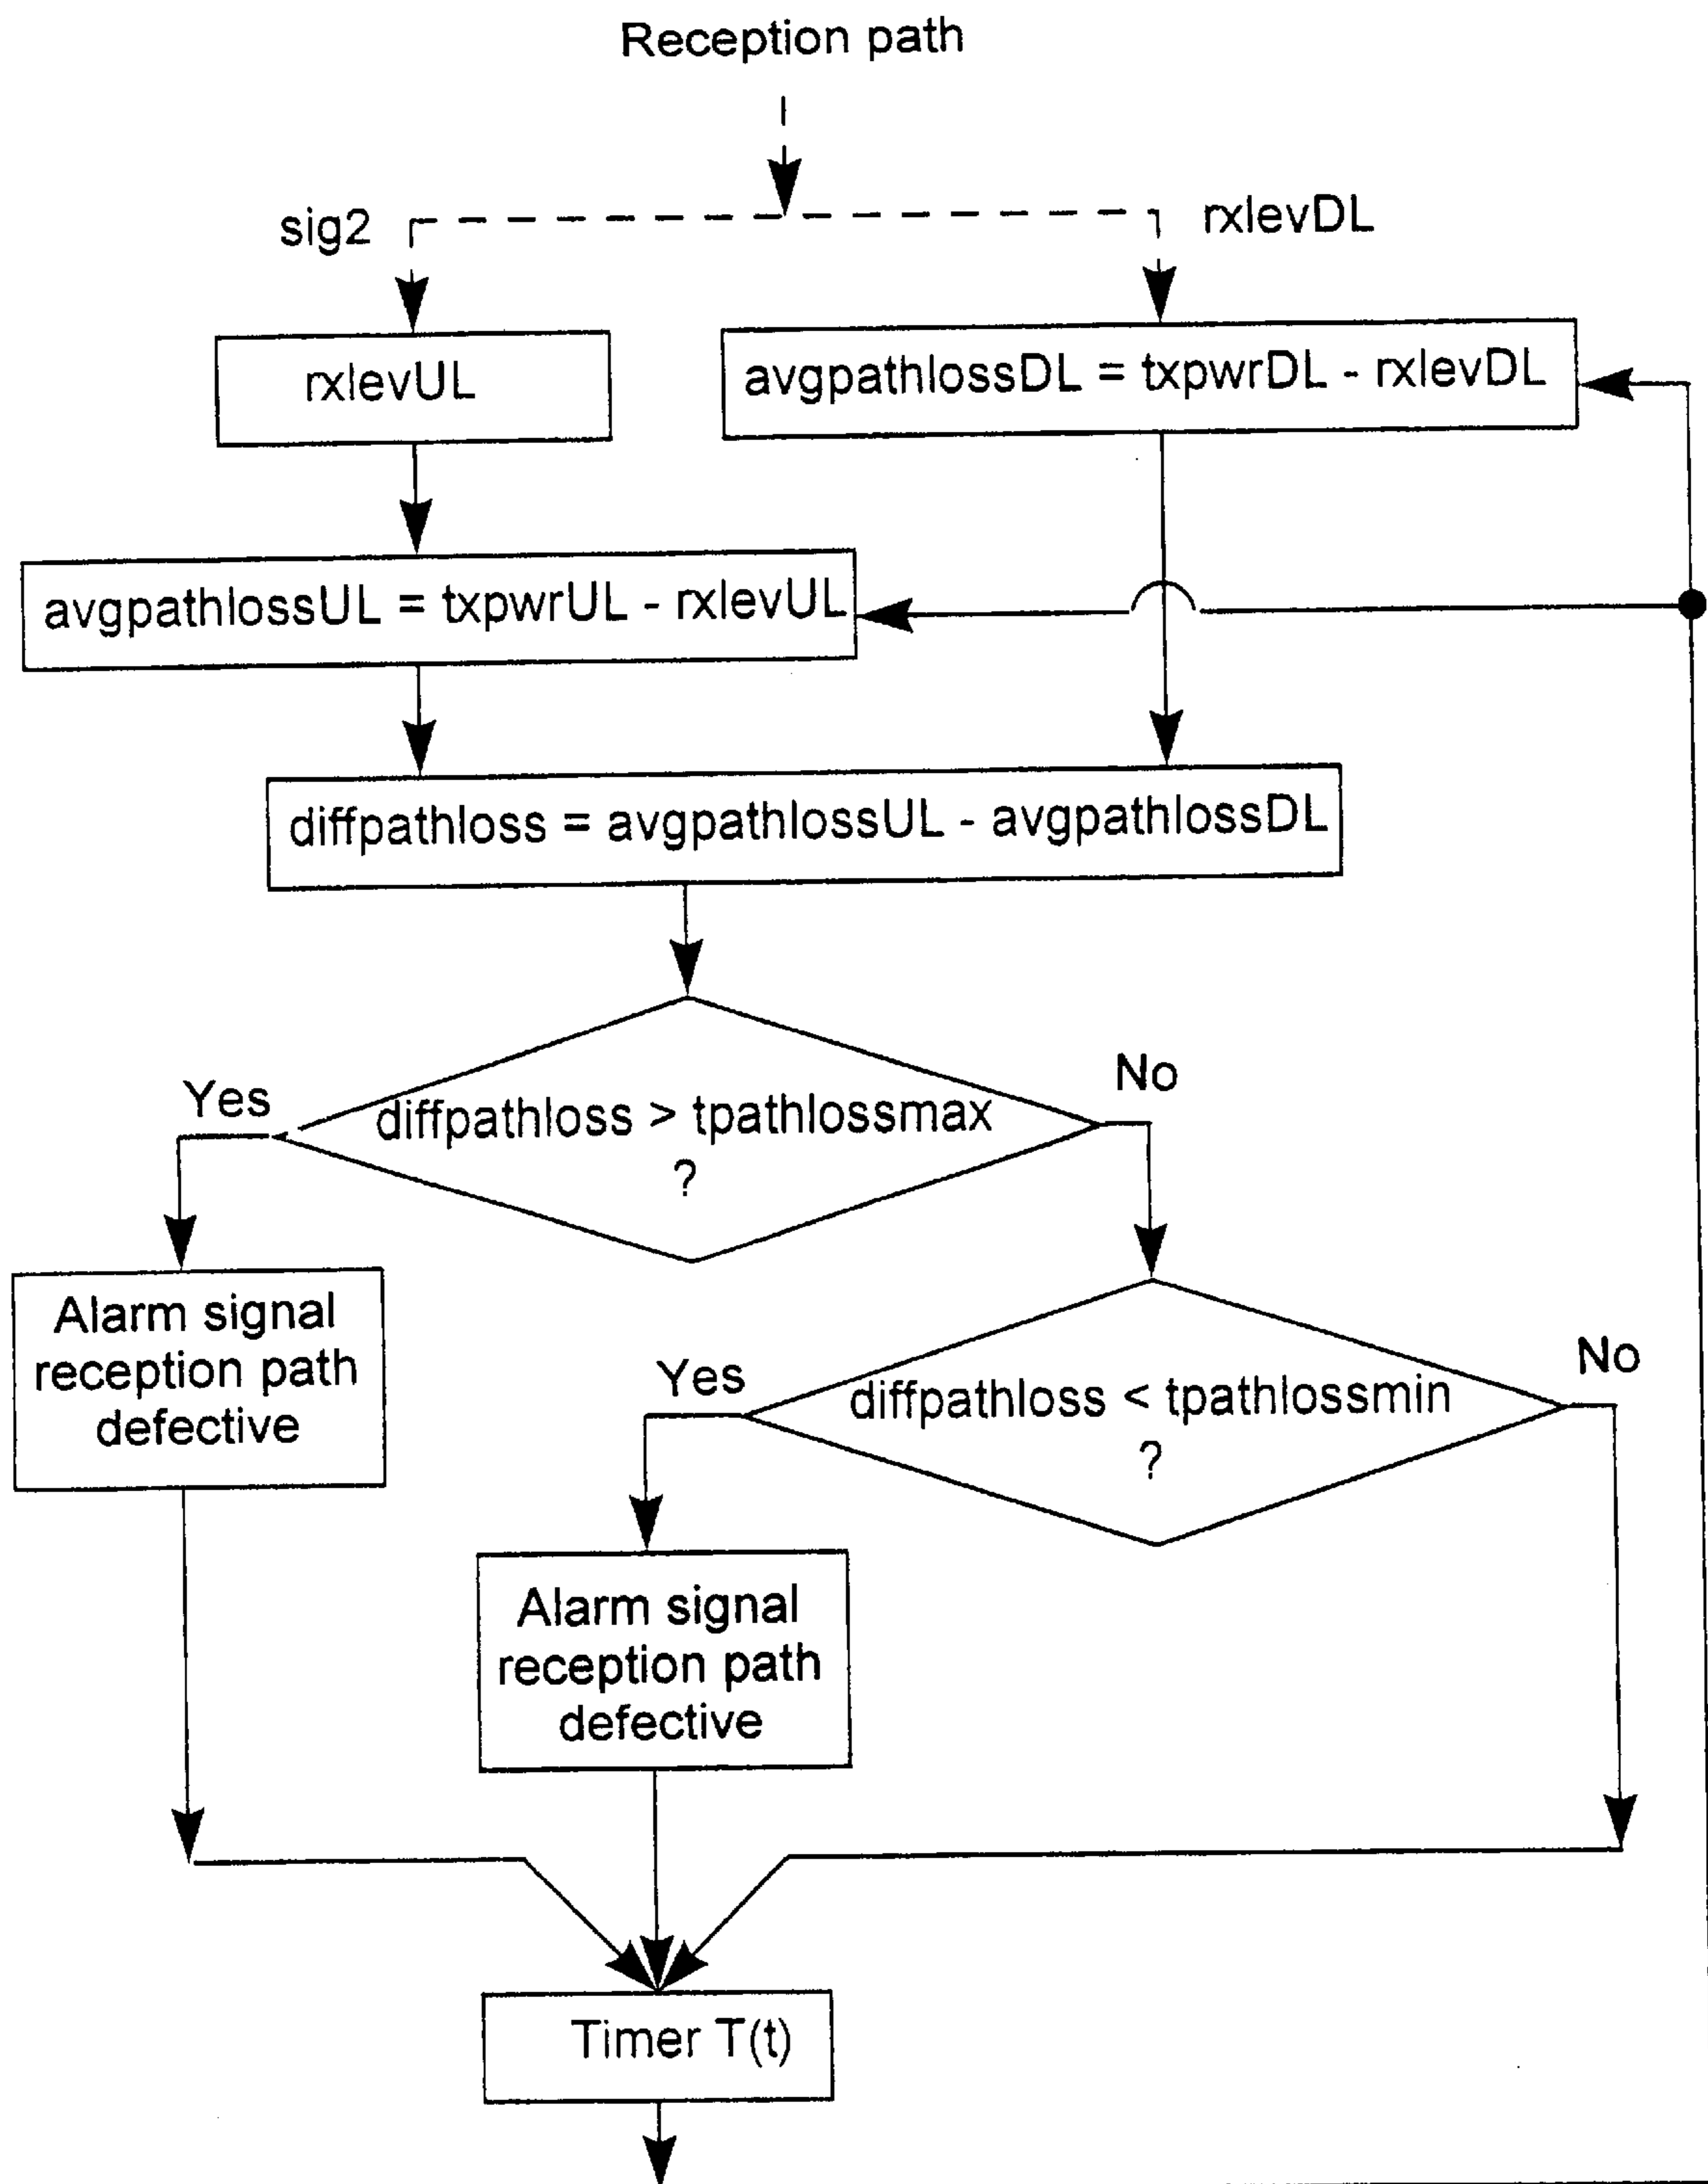 Reception path
sig2
rxlevDL
rxlevUL
avgpathlossDL = txpwrDL - rxlevDL
avgpathlossUL = txpwrUL - rxlevUL
diffpathloss = avgpathlossUL - avgpathlossDL
Yes
No
diffpathloss > tpathlossmax
?
Alarm signal
reception path
defective
Yes
No
diffpathloss < tpathlossmin
?
Alarm signal
reception path
defective
Timer T(t)